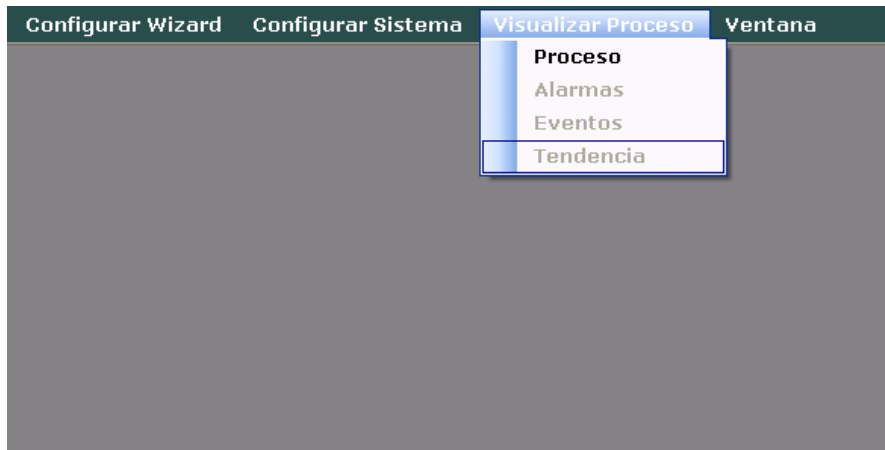 Configurar Wizard Configurar Sistema Visualizar Proceso Ventana
Proceso
Alarmas
Eventos
Tendencia